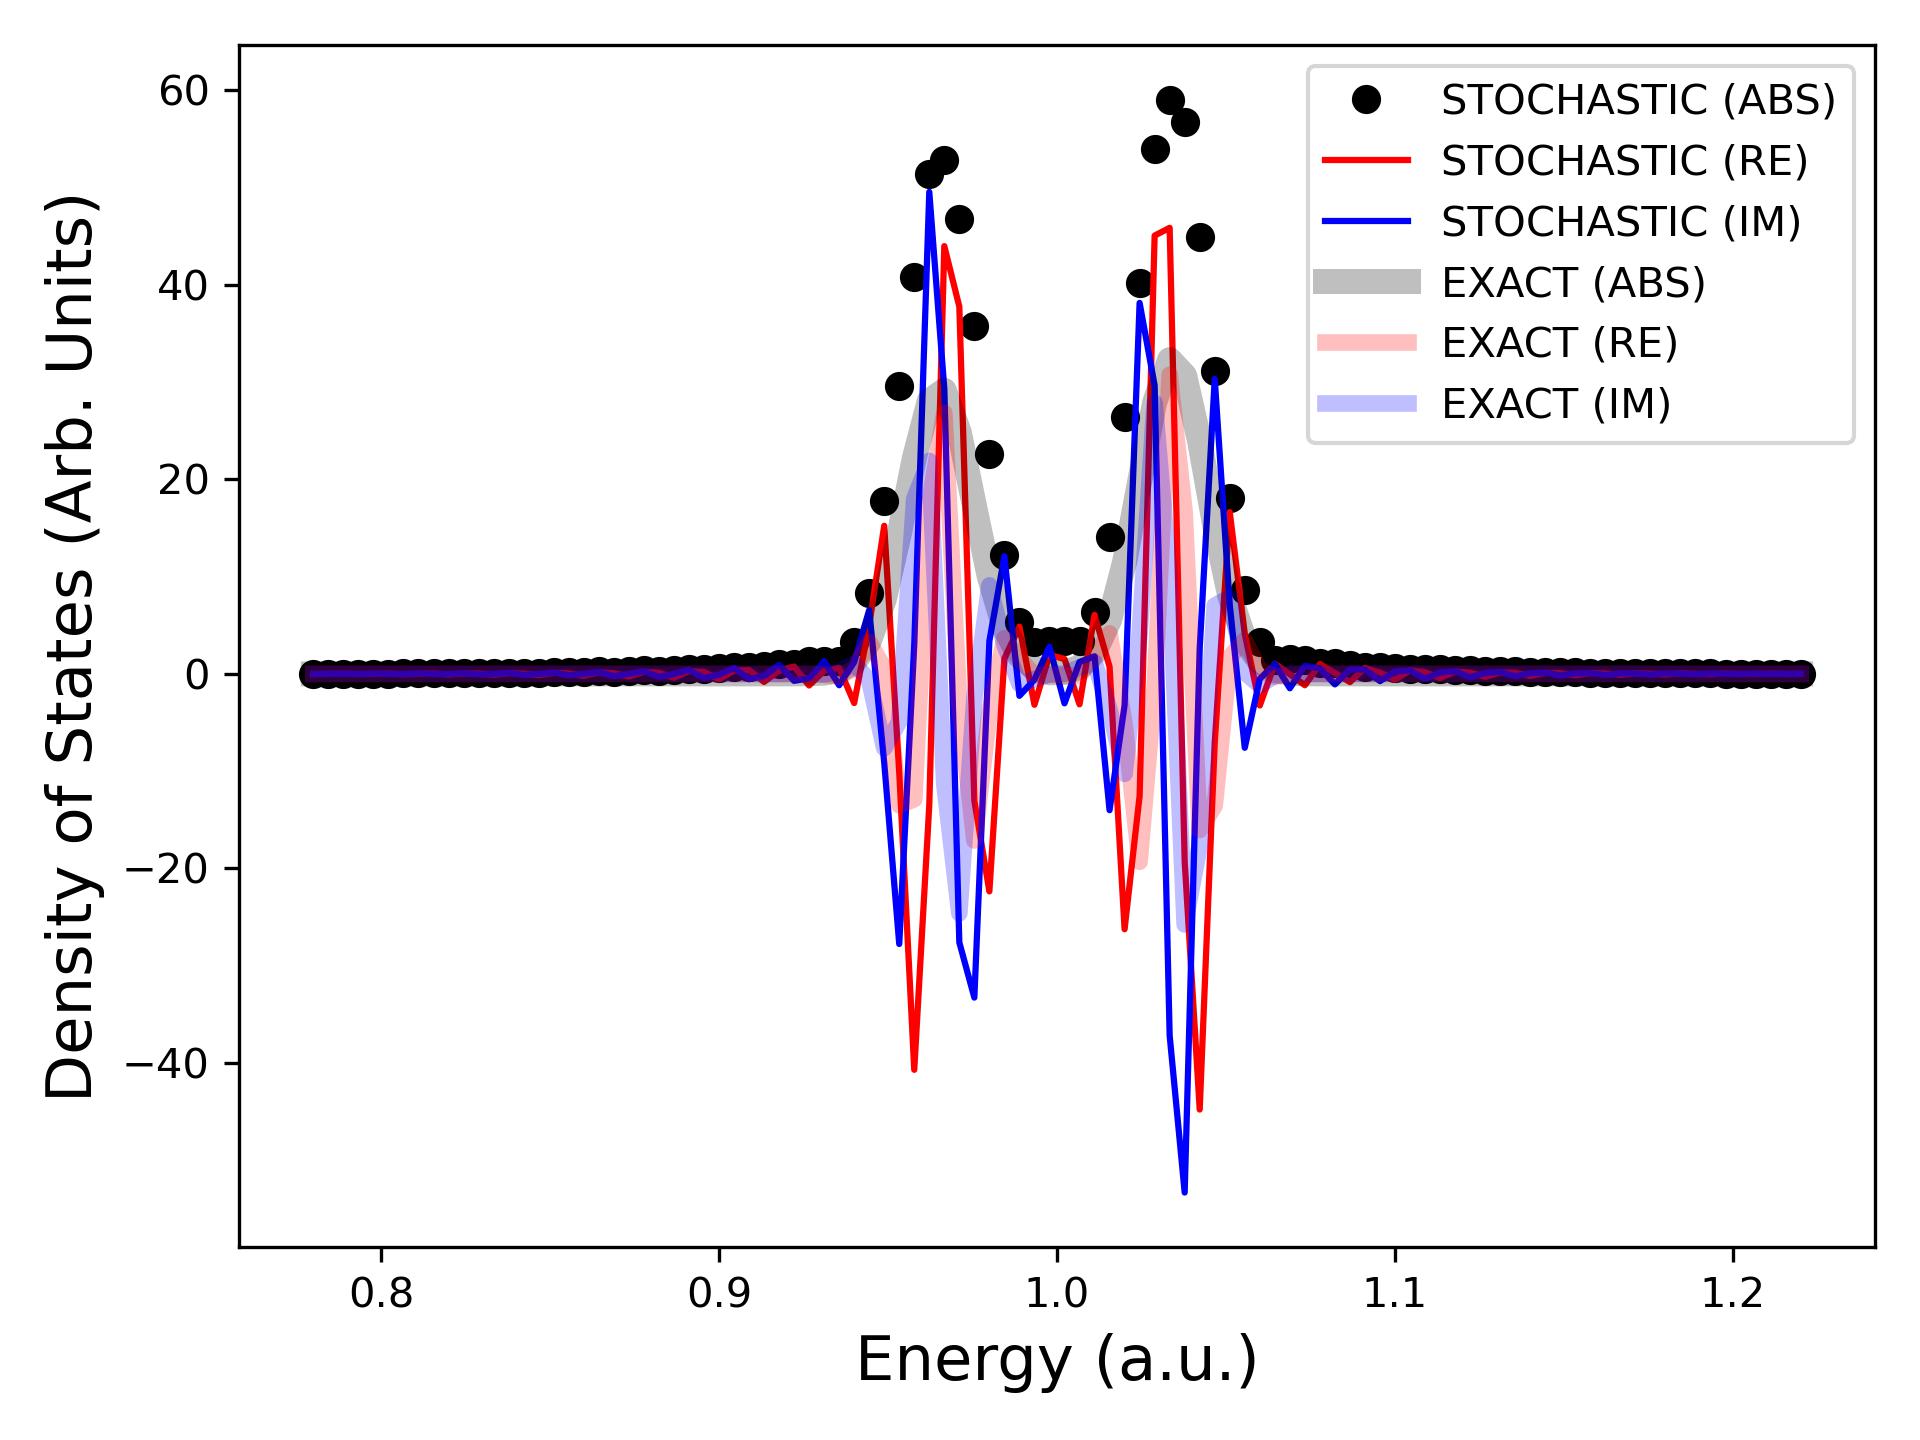 60
40
20
0
−20
−40
Density of States (Arb. Units)
STOCHASTIC (ABS)
STOCHASTIC (RE)
STOCHASTIC (IM)
EXACT (ABS)
EXACT (RE)
EXACT (IM)
0.8 0.9 1.0 1.1 1.2
Energy (a.u.)